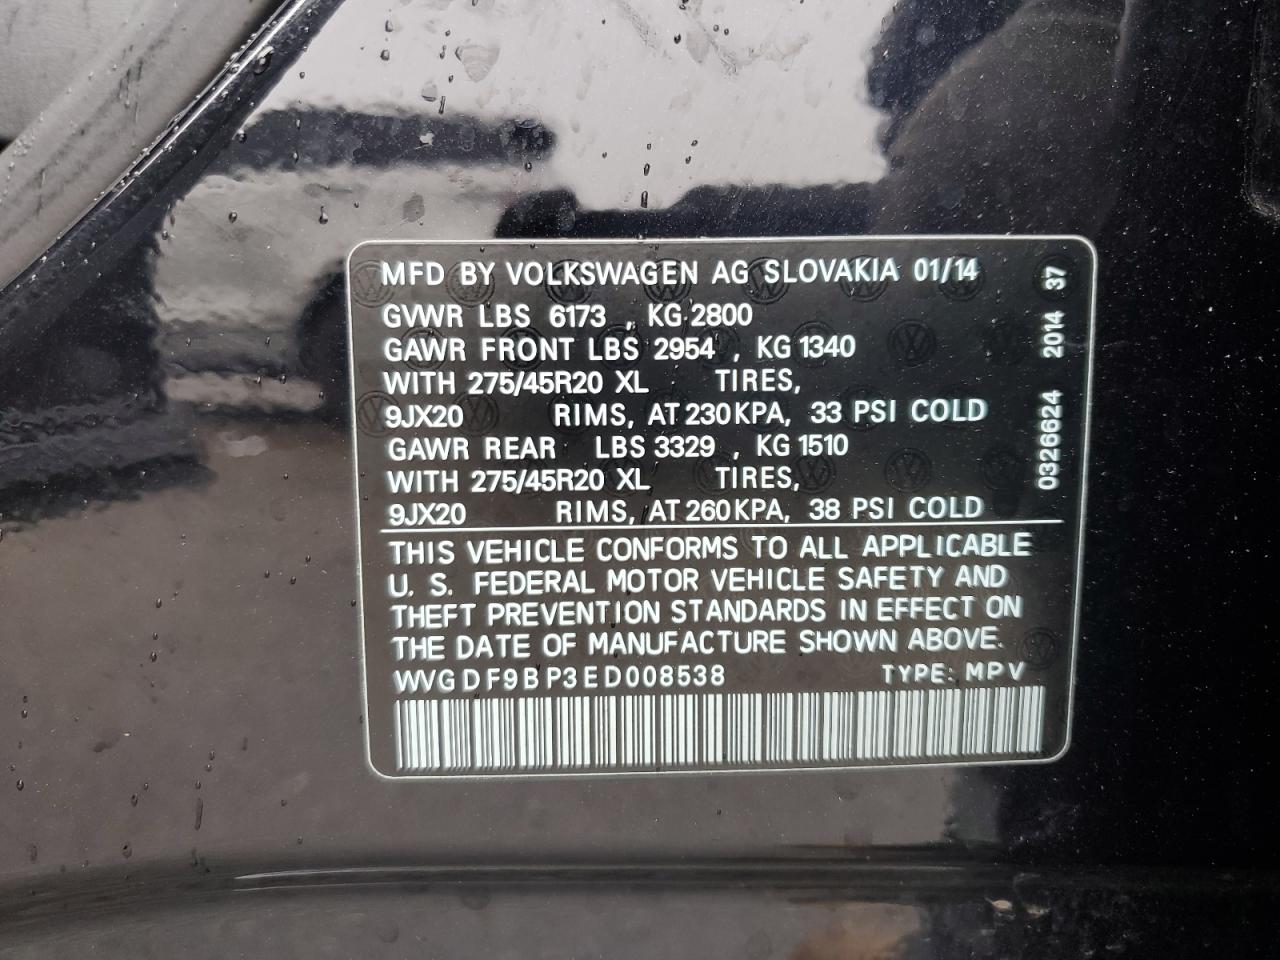 MFD BY VOLKSWAGEN AG SLOVAKIA 01/14
GVWR LBS 6173 , KG 2800
GAWR FRONT LBS 2954 , KG 1340
WITH 275/45R20 XL TIRES,
9JX20 RIMS, AT 230KPA, 33 PSI COLD
GAWR REAR LBS 3329 , KG 1510
WITH 275/45R20 XL TIRES,
9JX20 RIMS, AT 260KPA, 38 PSI COLD
THIS VEHICLE CONFORMS TO ALL APPLICABLE
U. S. FEDERAL MOTOR VEHICLE SAFETY AND
THEFT PREVENTION STANDARDS IN EFFECT ON
THE DATE OF MANUFACTURE SHOWN ABOVE.
WVGDF9BP3ED008538 TYPE: MPV
0326624 2014 37